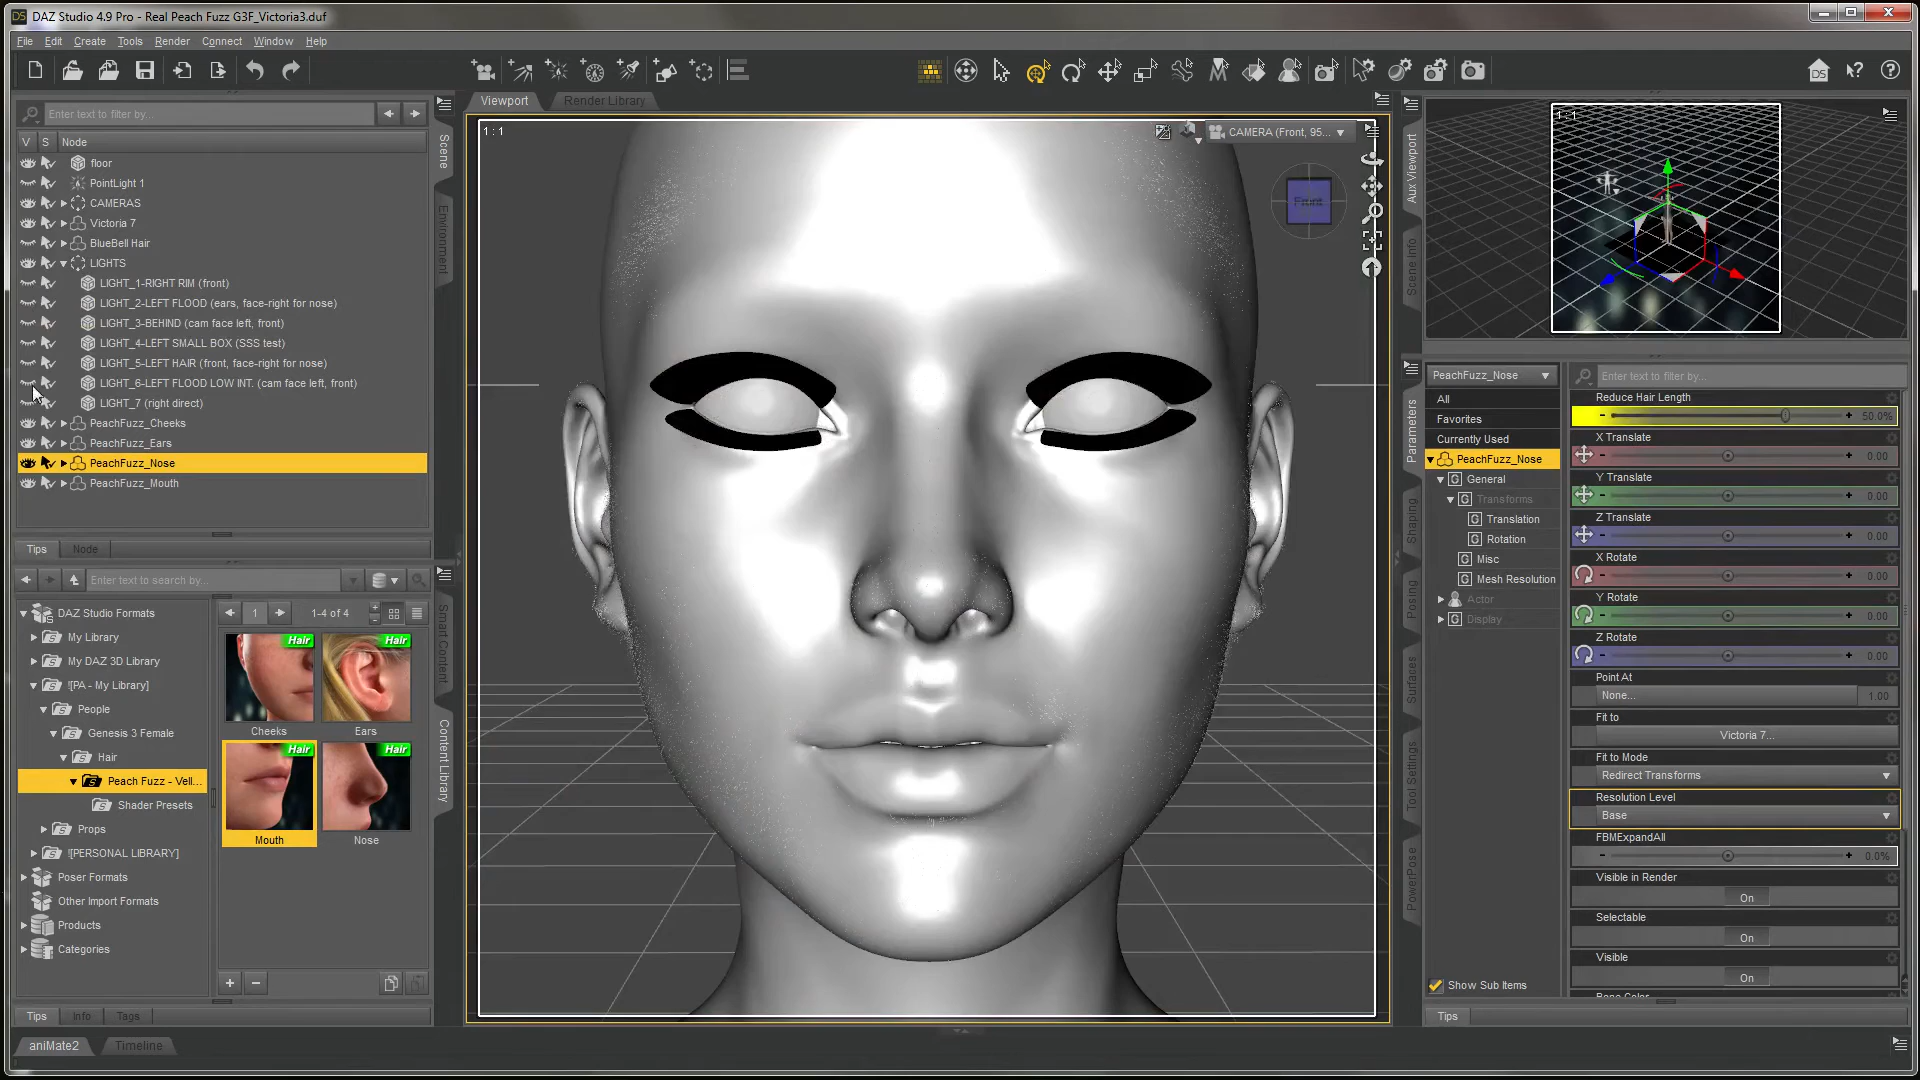 DAZ Studio 4.9 Pro - Real Peach Fuzz G3F_Victoria3.duf
File Edit Create Tools Render Connect Window Help
Enter text to filter by...
V S Node
floor
PointLight 1
CAMERAS
Victoria 7
BlueBell Hair
LIGHTS
LIGHT_1-RIGHT RIM (front)
LIGHT_2-LEFT FLOOD (ears, face-right for nose)
LIGHT_3-BEHIND (cam face left, front)
LIGHT_4-LEFT SMALL BOX (SSS test)
LIGHT_5-LEFT HAIR (front, face-right for nose)
LIGHT_6-LEFT FLOOD LOW INT. (cam face left, front)
LIGHT_7 (right direct)
PeachFuzz_Cheeks
PeachFuzz_Ears
PeachFuzz_Nose
PeachFuzz_Mouth
Tips Node
Scene
Environment
Enter text to search by...
DAZ Studio Formats
My Library
My DAZ 3D Library
![PA - My Library]
People
Genesis 3 Female
Hair
Peach Fuzz - Vell...
Shader Presets
Props
![PERSONAL LIBRARY]
Poser Formats
Other Import Formats
Products
Categories
1 1-4 of 4
Hair Hair
Cheeks Ears
Hair Hair
Mouth Nose
Smart Content
Content Library
Tips Info Tags
aniMate2 Timeline
Viewport Render Library
1 : 1
CAMERA (Front, 95...
Front
DS
Aux Viewport
Scene Info
1 : 1
Parameters
Shaping
Posing
Surfaces
Tool Settings
PowerPose
PeachFuzz_Nose
All
Favorites
Currently Used
PeachFuzz_Nose
General
Transforms
Translation
Rotation
Misc
Mesh Resolution
Actor
Display
Show Sub Items
Enter text to filter by...
Reduce Hair Length
50.0%
X Translate
0.00
Y Translate
0.00
Z Translate
0.00
X Rotate
0.00
Y Rotate
0.00
Z Rotate
0.00
Point At
None... 1.00
Fit to
Victoria 7...
Fit to Mode
Redirect Transforms
Resolution Level
Base
FBMExpandAll
0.0%
Visible in Render
On
Selectable
On
Visible
On
Tips